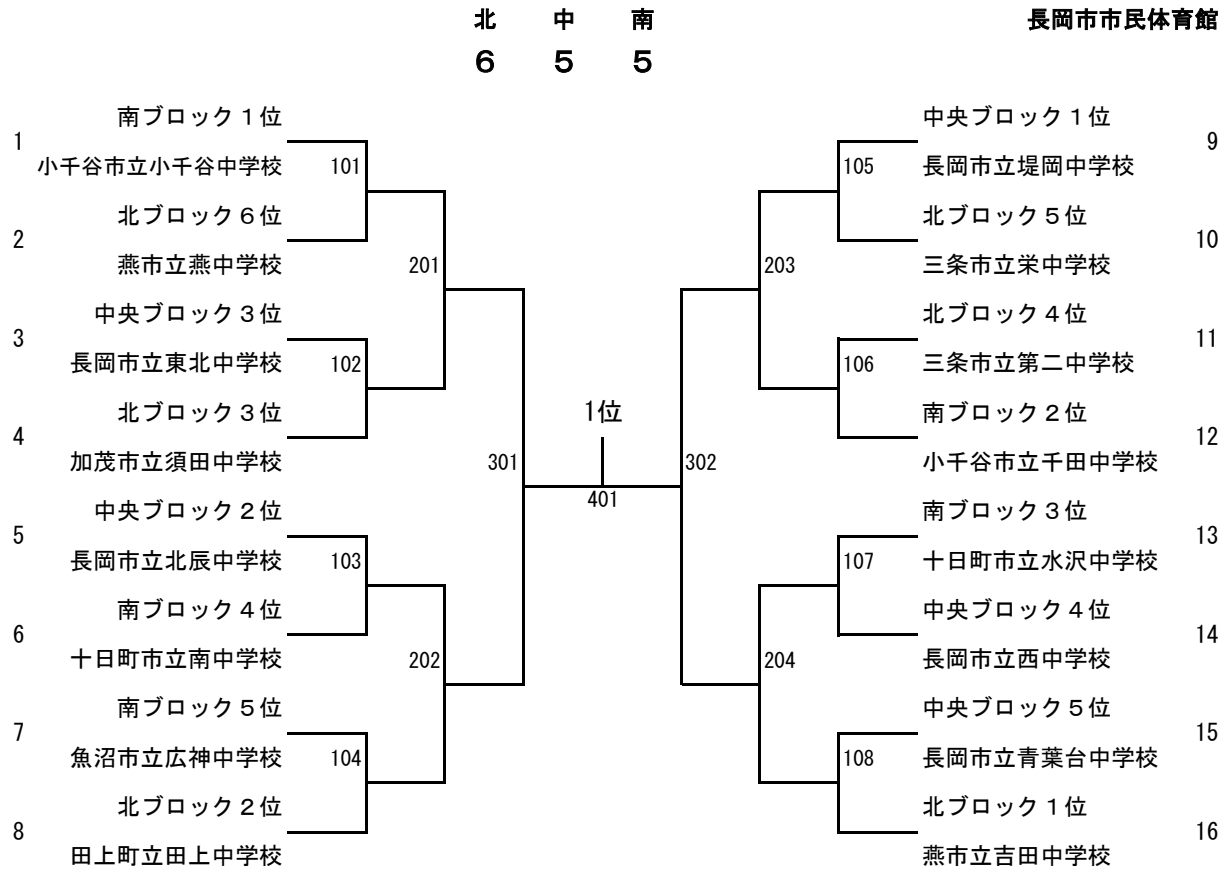 北 中 南 長岡市市民体育館
6 5 5
南ブロック１位
1
小千谷市立小千谷中学校
101
北ブロック６位
2
燕市立燕中学校
201
中央ブロック３位
3
長岡市立東北中学校
102
北ブロック３位
4
加茂市立須田中学校
301
中央ブロック２位
5
長岡市立北辰中学校
103
南ブロック４位
6
十日町市立南中学校
202
南ブロック５位
7
魚沼市立広神中学校
104
北ブロック２位
8
田上町立田上中学校
1位
401
中央ブロック１位
9
105
長岡市立堤岡中学校
北ブロック５位
10
203
三条市立栄中学校
北ブロック４位
11
106
三条市立第二中学校
南ブロック２位
12
302
小千谷市立千田中学校
南ブロック３位
13
107
十日町市立水沢中学校
中央ブロック４位
14
204
長岡市立西中学校
中央ブロック５位
15
108
長岡市立青葉台中学校
北ブロック１位
16
燕市立吉田中学校